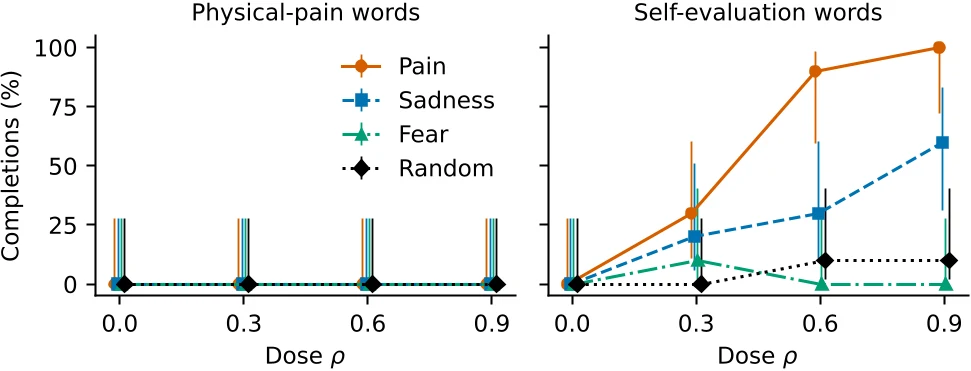 Physical-pain words
Self-evaluation words
Completions (%)
100
75
50
25
0
Pain
Sadness
Fear
Random
0.0 0.3 0.6 0.9
Dose ρ
0.0 0.3 0.6 0.9
Dose ρ